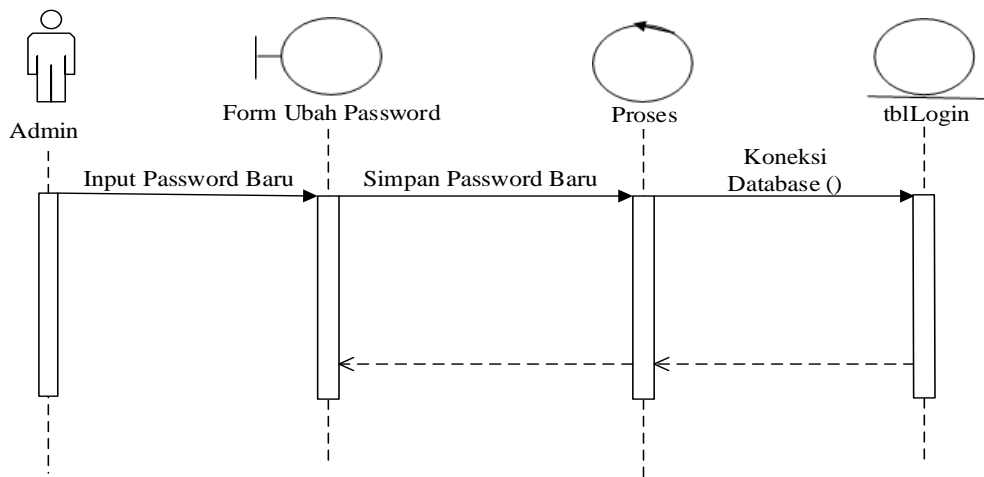 Admin
Form Ubah Password
Proses
tblLogin
Input Password Baru
Simpan Password Baru
Koneksi
Database ()